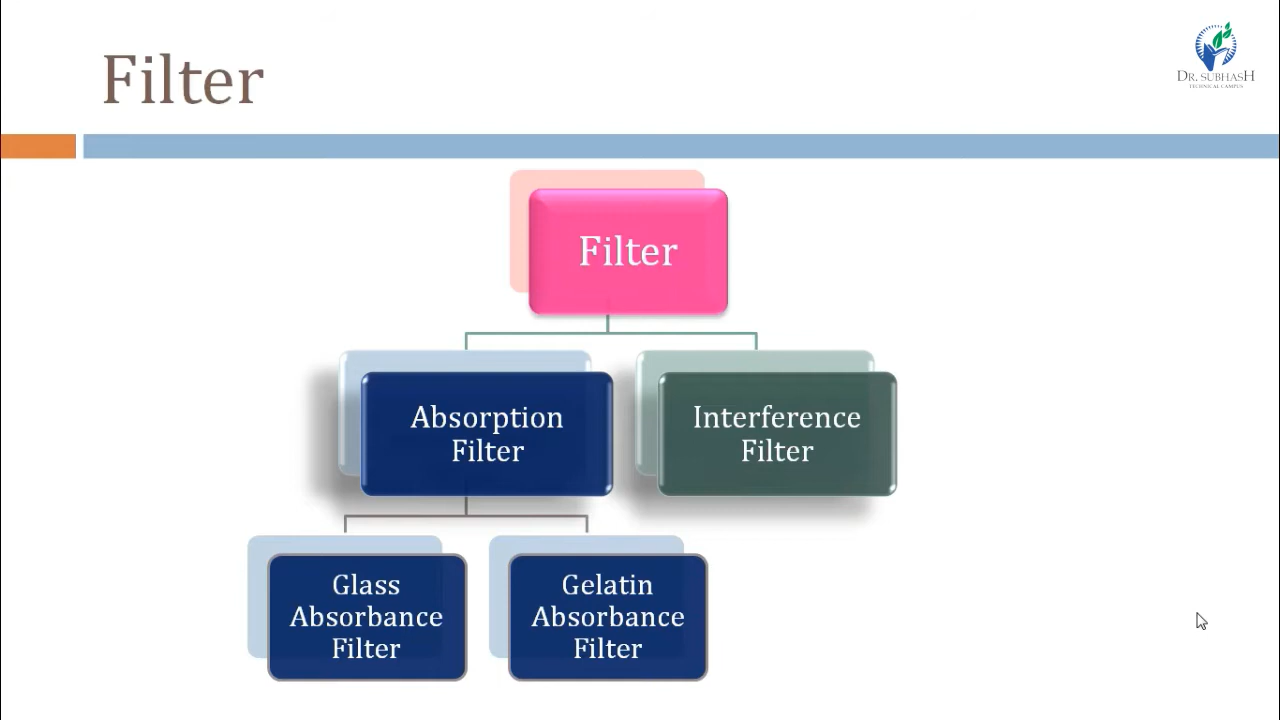 Filter
DR. SUBHASH
TECHNICAL CAMPUS
Filter
Absorption
Filter
Interference
Filter
Glass
Absorbance
Filter
Gelatin
Absorbance
Filter